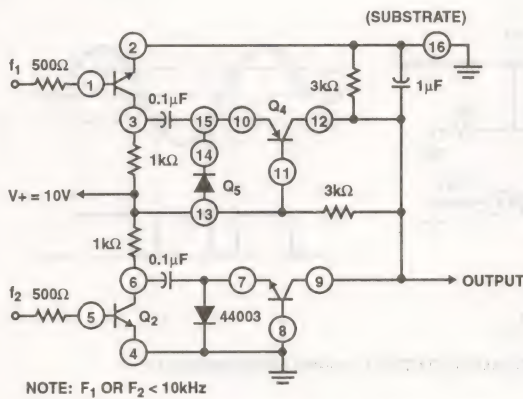 (SUBSTRATE)
2
16
f1
500Ω
1
3kΩ
1μF
0.1μF
Q4
3
15
10
12
14
1kΩ
11
V+ = 10V
Q5
13
3kΩ
1kΩ
0.1μF
6
7
9
OUTPUT
f2
500Ω
5
Q2
44003
8
4
NOTE: F1 OR F2 < 10kHz